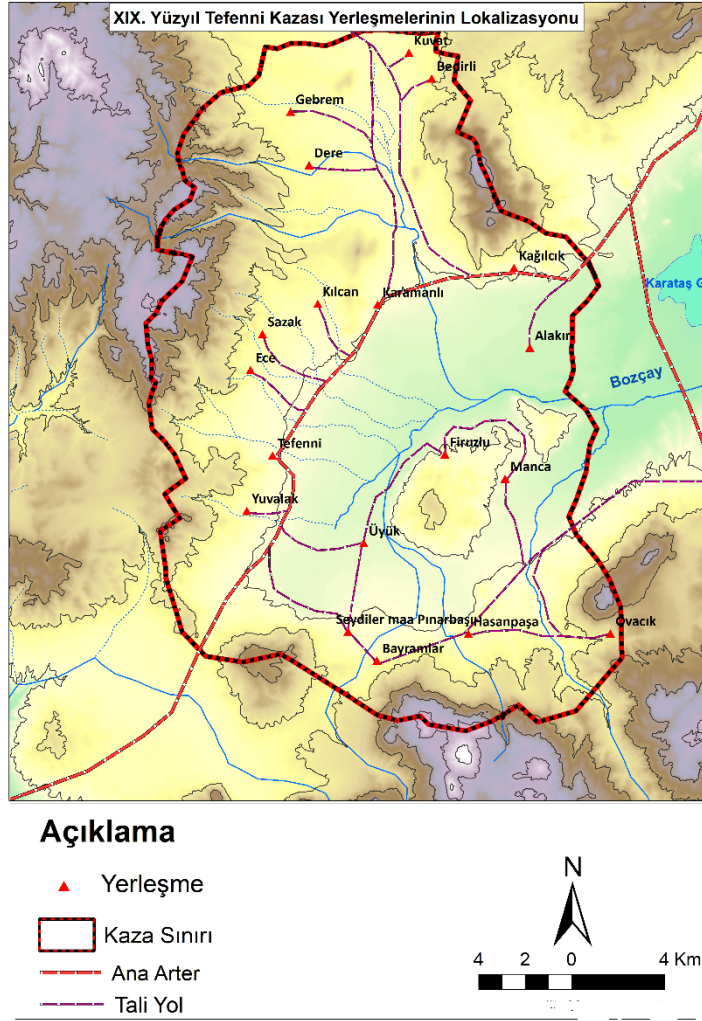 XIX. Yüzyıl Tefenni Kazası Yerleşmelerinin Lokalizasyonu
Kuvat
Bedirli
Gebrem
Dere
Kağılcık
Karataş G
Kılcan
Karamanlı
Sazak
Alakır
Ece
Bozçay
Tefenni
Firuzlu
Manca
Yuvalak
Üyük
Seydiler maa Pınarbaşı
Hasanpaşa
Ovacık
Bayramlar
Açıklama
Yerleşme
Kaza Sınırı
Ana Arter
Tali Yol
N
4 2 0 4 Km